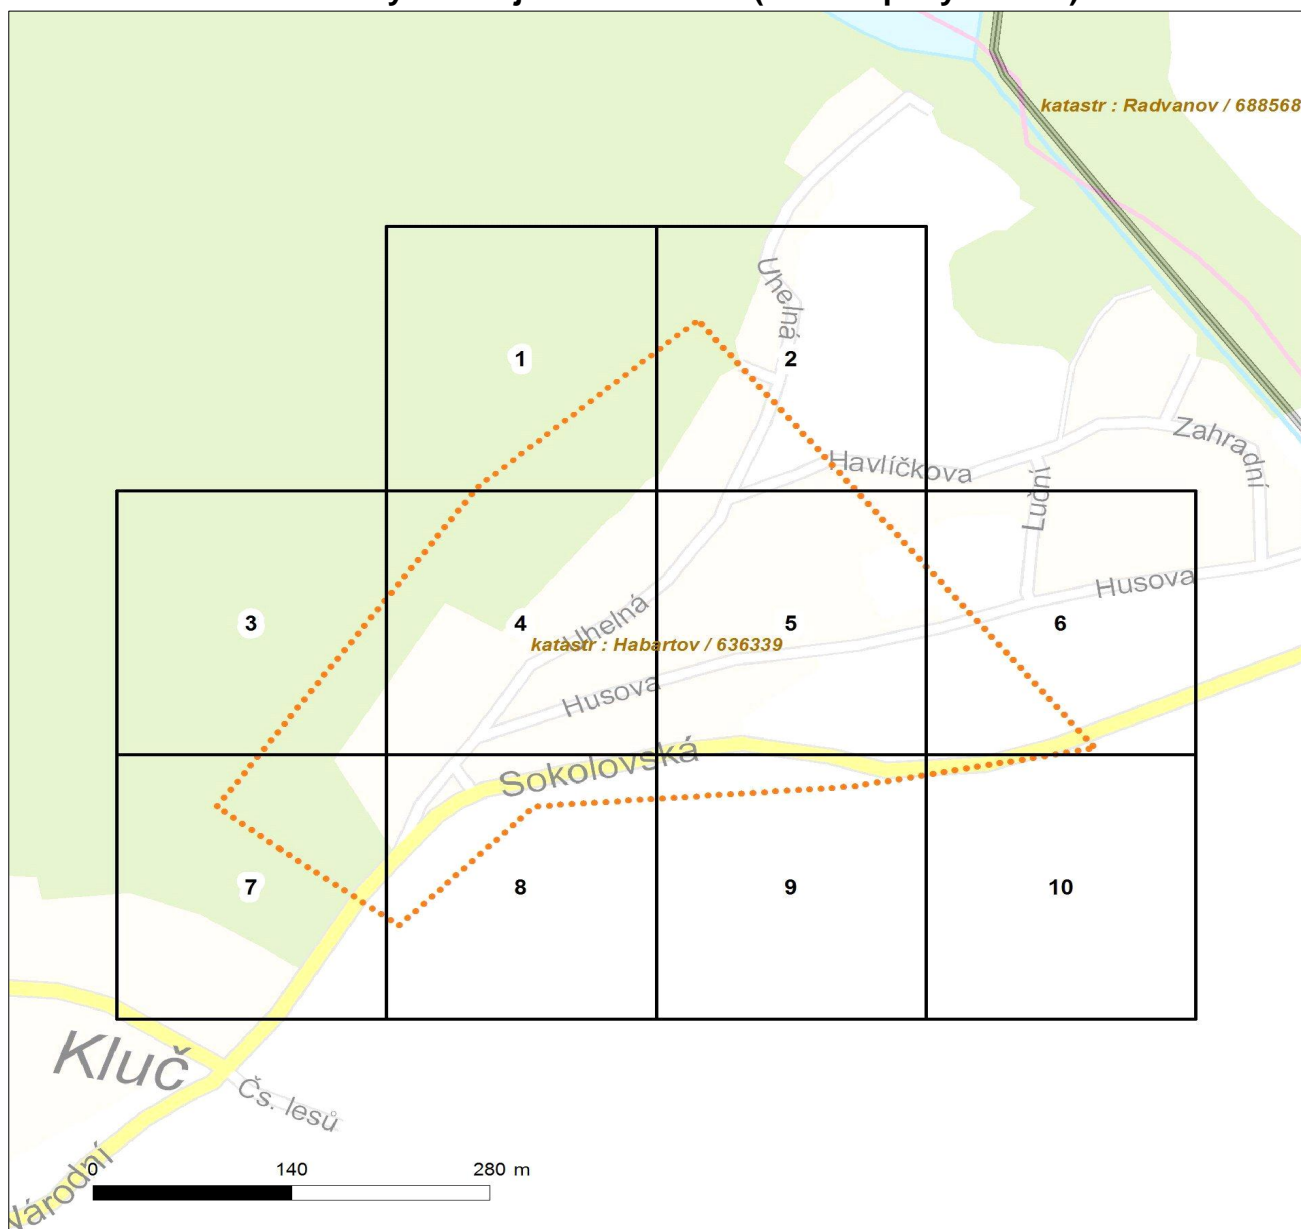 katastr : Radvanov / 688568
Uhelná
1
2
Havlíčkova
Zahradní
Luční
Husova
3
4
5
6
Uhelná
katastr : Habartov / 636339
Husova
Sokolovská
7
8
9
10
Kluč
Čs. lesů
Národní
0 140 280 m